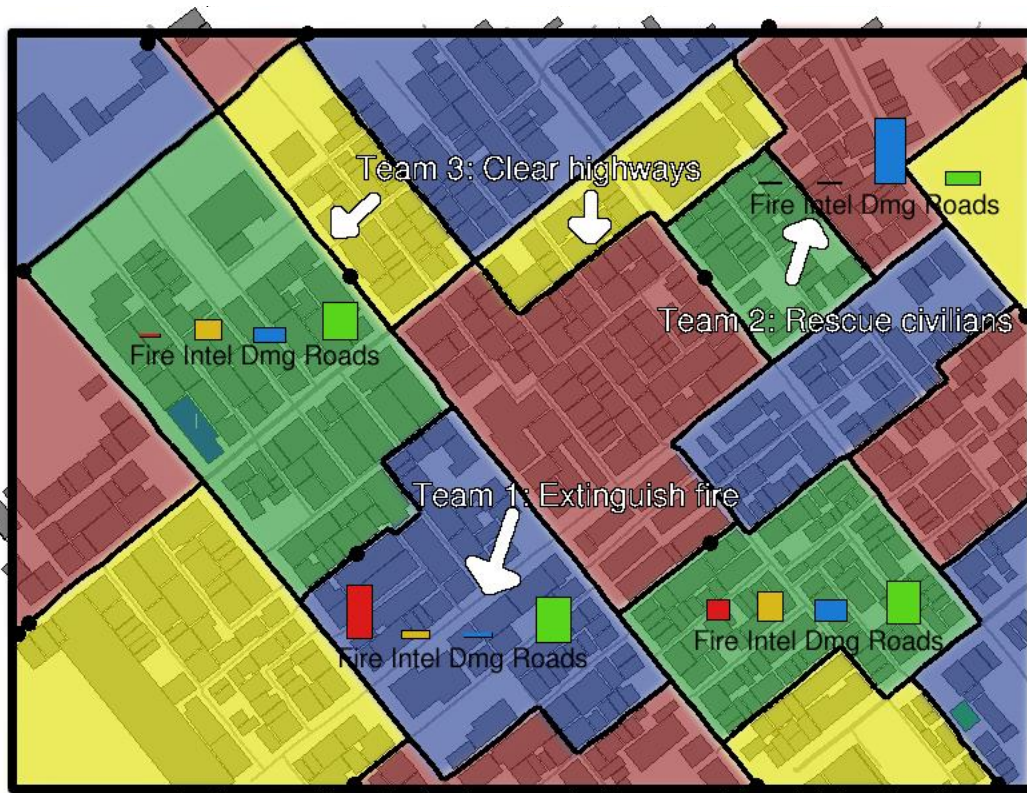 Team 3: Clear highways
Fire Intel Dmg Roads
Team 2: Rescue civilians
Fire Intel Dmg Roads
Team 1: Extinguish fire
Fire Intel Dmg Roads
Fire Intel Dmg Roads